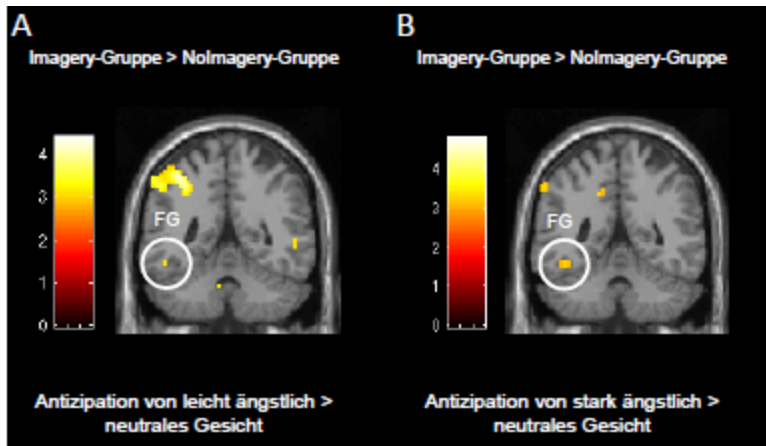 A
Imagery-Gruppe > NoImagery-Gruppe
4
3
2
1
0
FG
Antizipation von leicht ängstlich >
neutrales Gesicht
B
Imagery-Gruppe > NoImagery-Gruppe
4
3
2
1
0
FG
Antizipation von stark ängstlich >
neutrales Gesicht